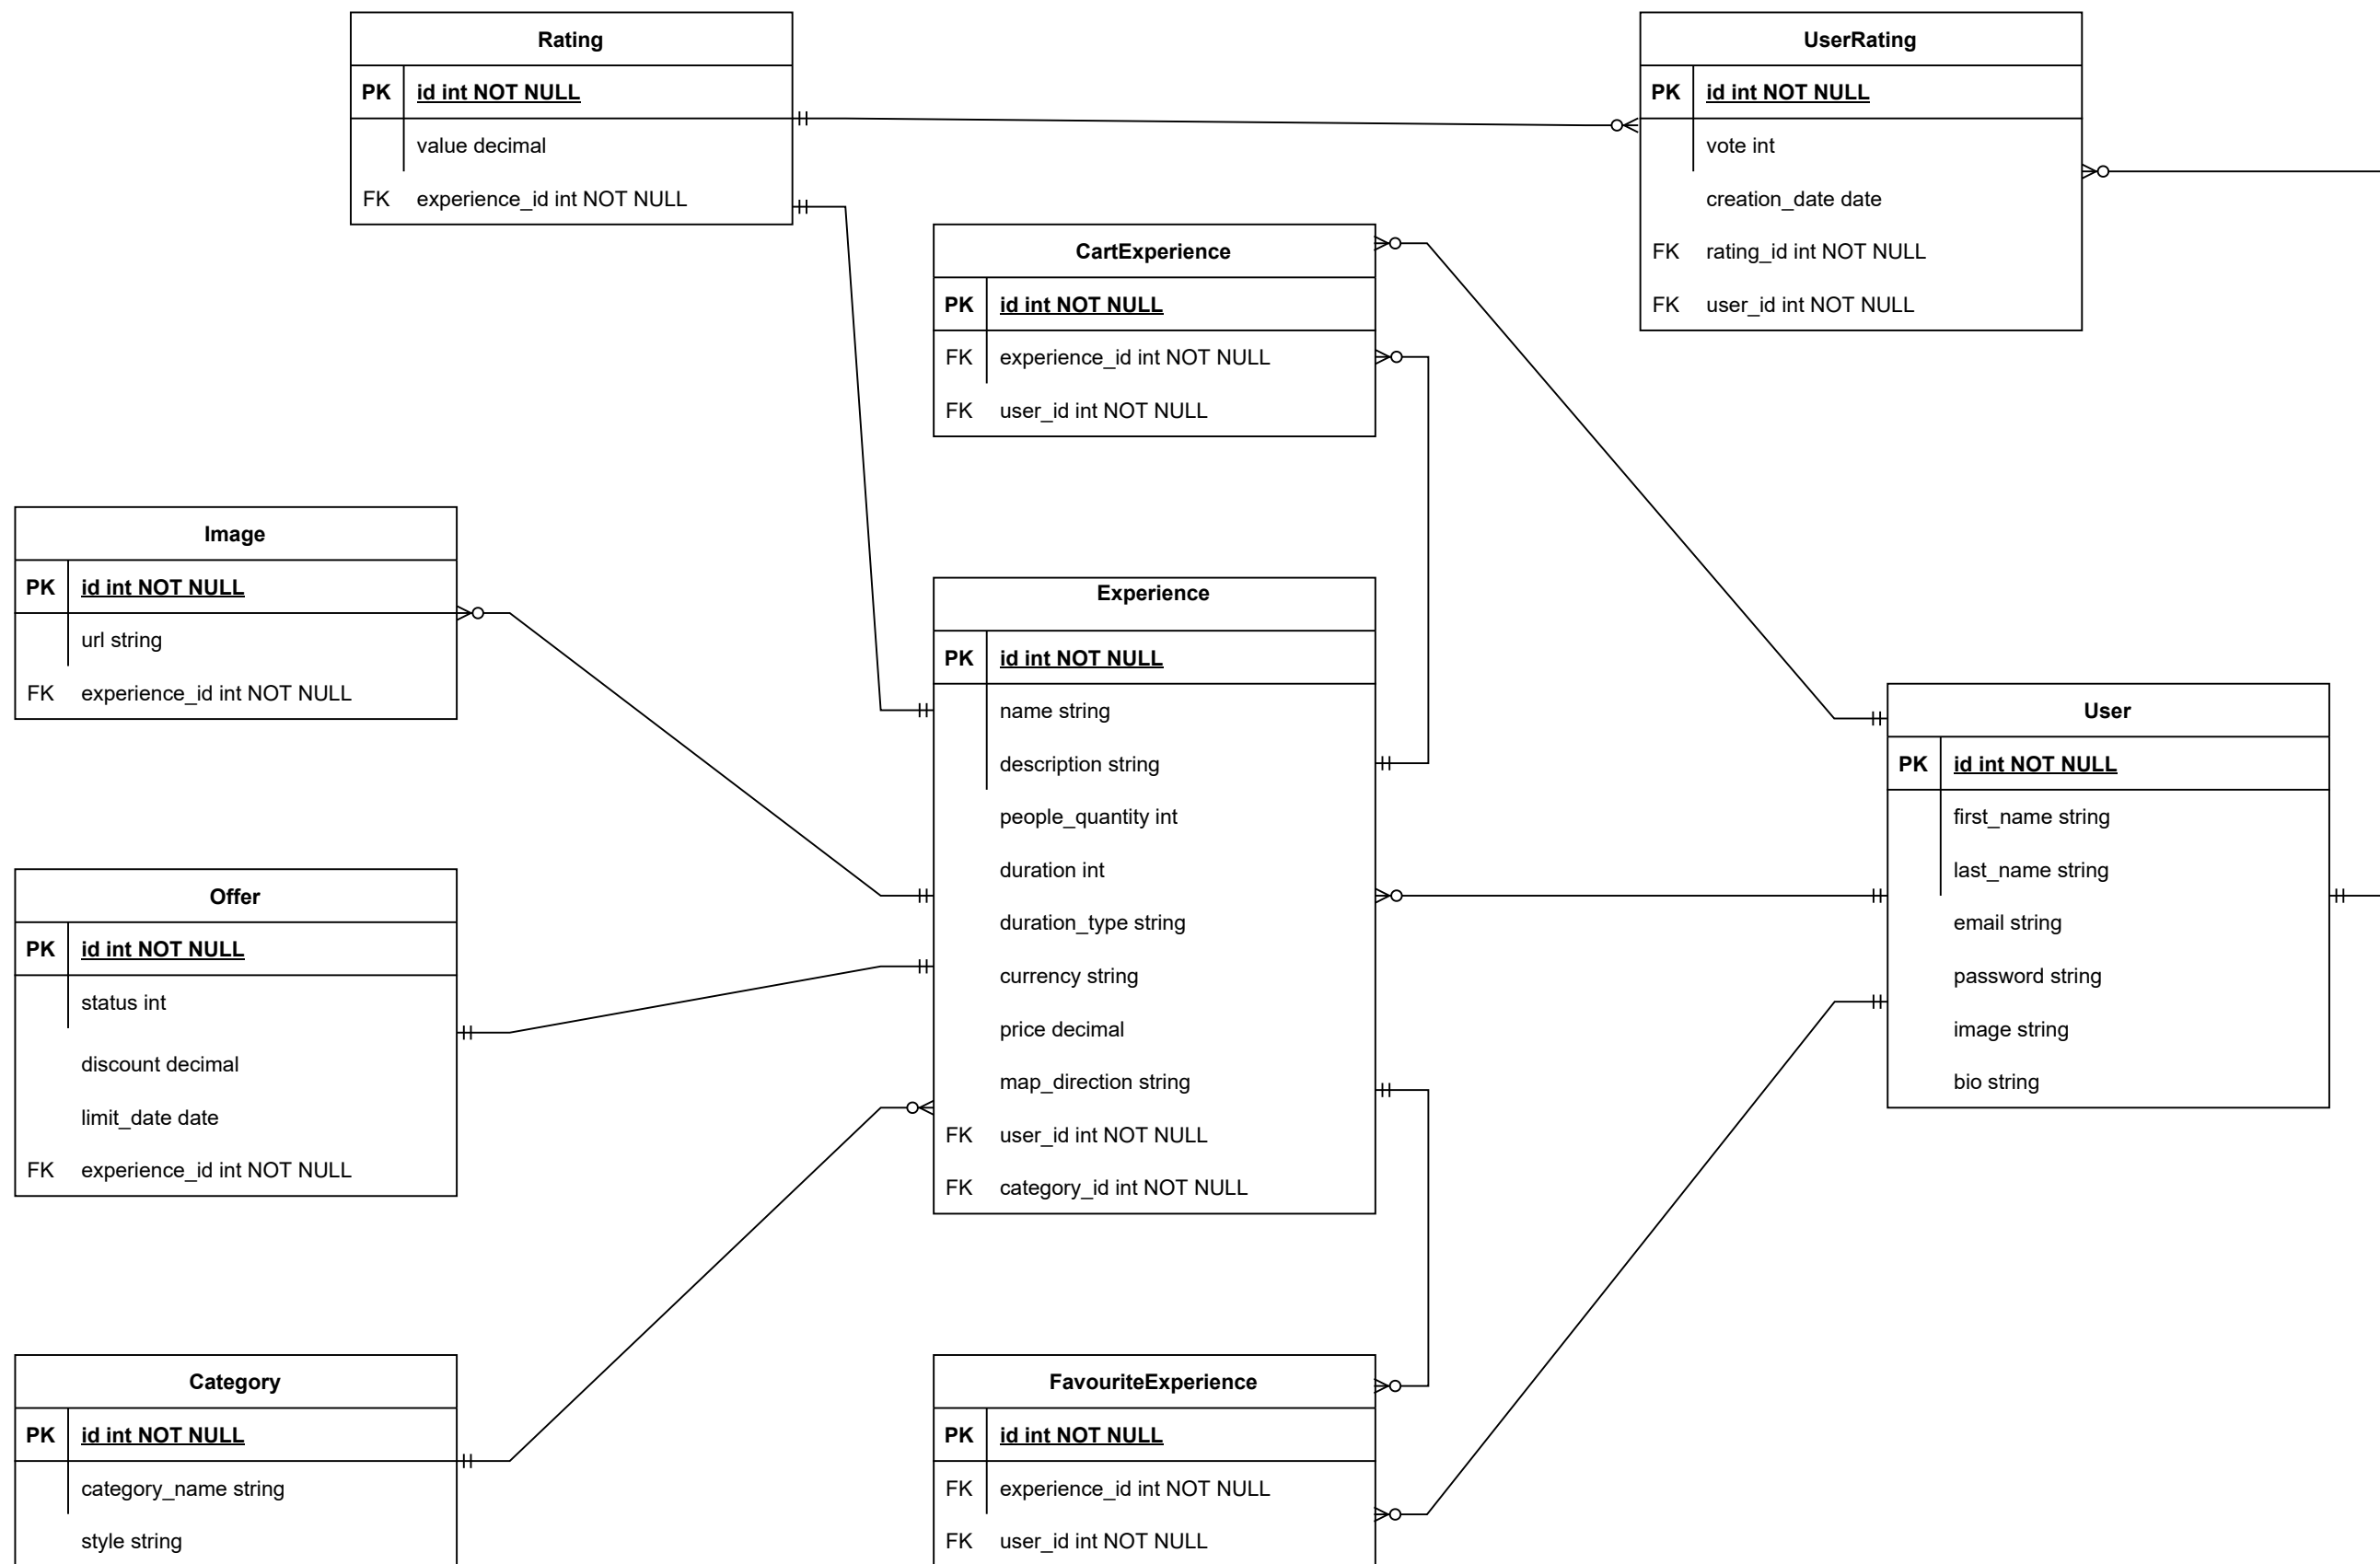 Rating
PK id int NOT NULL
value decimal
FK experience_id int NOT NULL
UserRating
PK id int NOT NULL
vote int
creation_date date
FK rating_id int NOT NULL
FK user_id int NOT NULL
CartExperience
PK id int NOT NULL
FK experience_id int NOT NULL
FK user_id int NOT NULL
Image
PK id int NOT NULL
url string
FK experience_id int NOT NULL
Experience
PK id int NOT NULL
name string
description string
people_quantity int
duration int
duration_type string
currency string
price decimal
map_direction string
FK user_id int NOT NULL
FK category_id int NOT NULL
User
PK id int NOT NULL
first_name string
last_name string
email string
password string
image string
bio string
Offer
PK id int NOT NULL
status int
discount decimal
limit_date date
FK experience_id int NOT NULL
Category
PK id int NOT NULL
category_name string
style string
FavouriteExperience
PK id int NOT NULL
FK experience_id int NOT NULL
FK user_id int NOT NULL